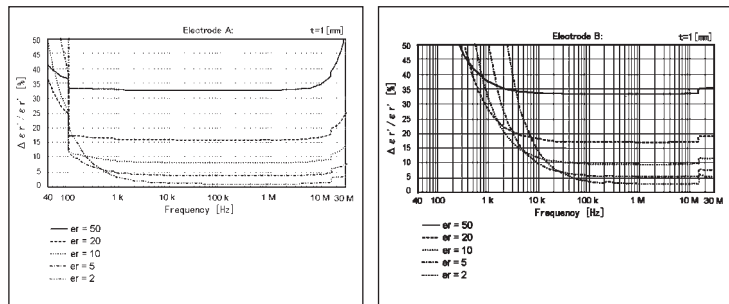 Electrode A: t=1 [mm]
Δεr'/εr' [%]
50
45
40
35
30
25
20
15
10
5
0
40 100 1 k 10 k 100 k 1 M 10 M 30 M
Frequency [Hz]
er = 50
er = 20
er = 10
er = 5
er = 2
Electrode B: t=1 [mm]
Δεr'/εr' [%]
50
45
40
35
30
25
20
15
10
5
0
40 100 1 k 10 k 100 k 1 M 10 M 30 M
Frequency [Hz]
er = 50
er = 20
er = 10
er = 5
er = 2